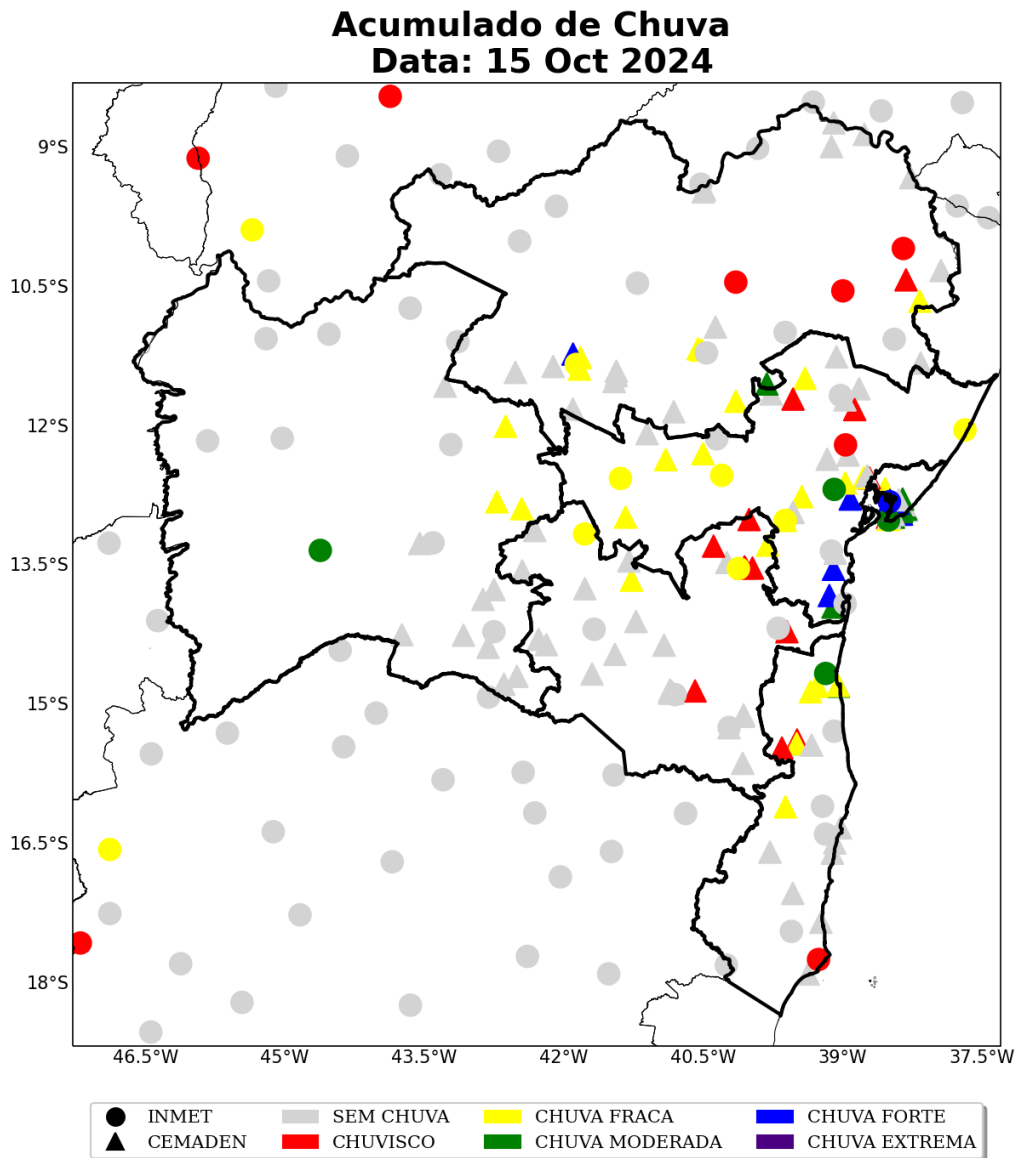 Acumulado de Chuva
Data: 15 Oct 2024
9°S
10.5°S
12°S
13.5°S
15°S
16.5°S
18°S
46.5°W 45°W 43.5°W 42°W 40.5°W 39°W 37.5°W
INMET SEM CHUVA CHUVA FRACA CHUVA FORTE
CEMADEN CHUVISCO CHUVA MODERADA CHUVA EXTREMA